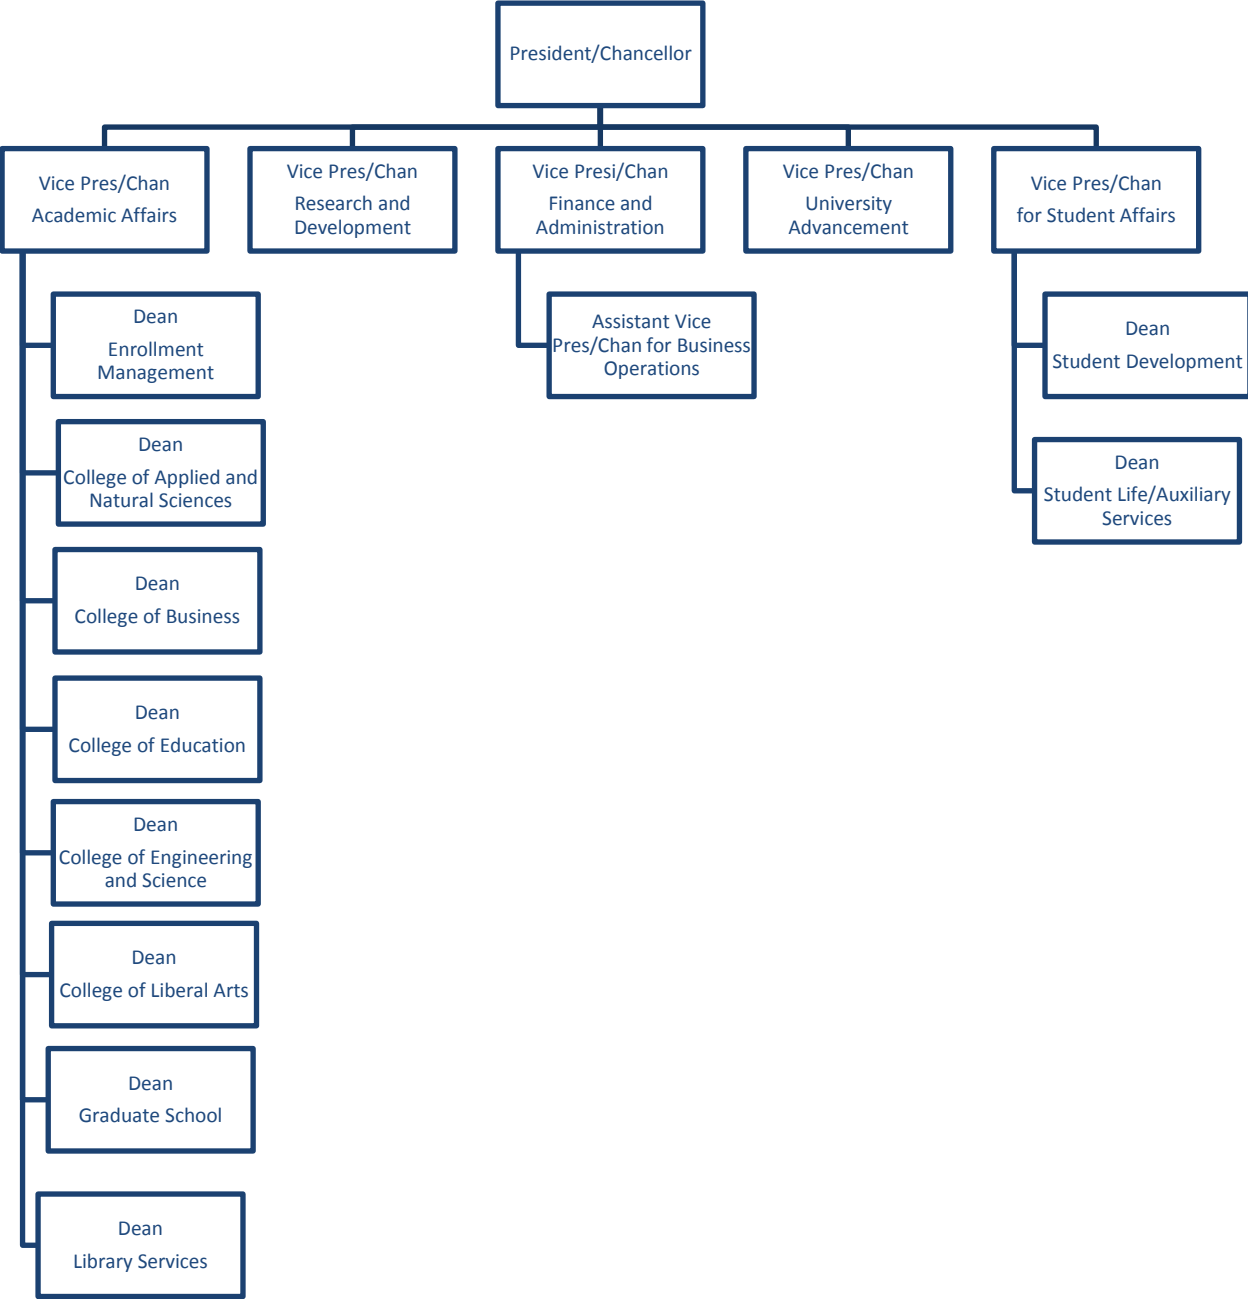 President/Chancellor
Vice Pres/Chan
Academic Affairs
Vice Pres/Chan
Research and
Development
Vice Presi/Chan
Finance and
Administration
Vice Pres/Chan
University
Advancement
Vice Pres/Chan
for Student Affairs
Dean
Enrollment
Management
Dean
College of Applied and
Natural Sciences
Dean
College of Business
Dean
College of Education
Dean
College of Engineering
and Science
Dean
College of Liberal Arts
Dean
Graduate School
Dean
Library Services
Assistant Vice
Pres/Chan for Business
Operations
Dean
Student Development
Dean
Student Life/Auxiliary
Services